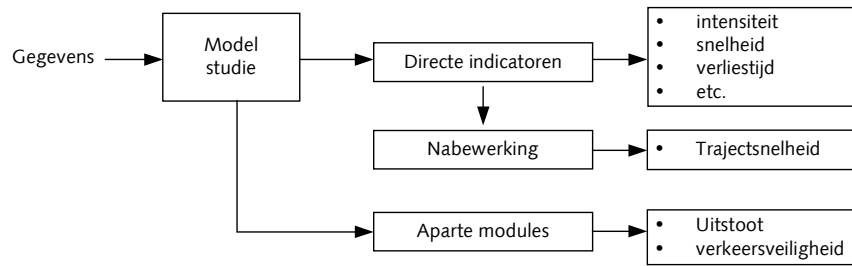 Gegevens
Model
studie
Directe indicatoren
• intensiteit
• snelheid
• verliestijd
• etc.
Nabewerking
• Trajectsnelheid
Aparte modules
• Uitstoot
• verkeersveiligheid